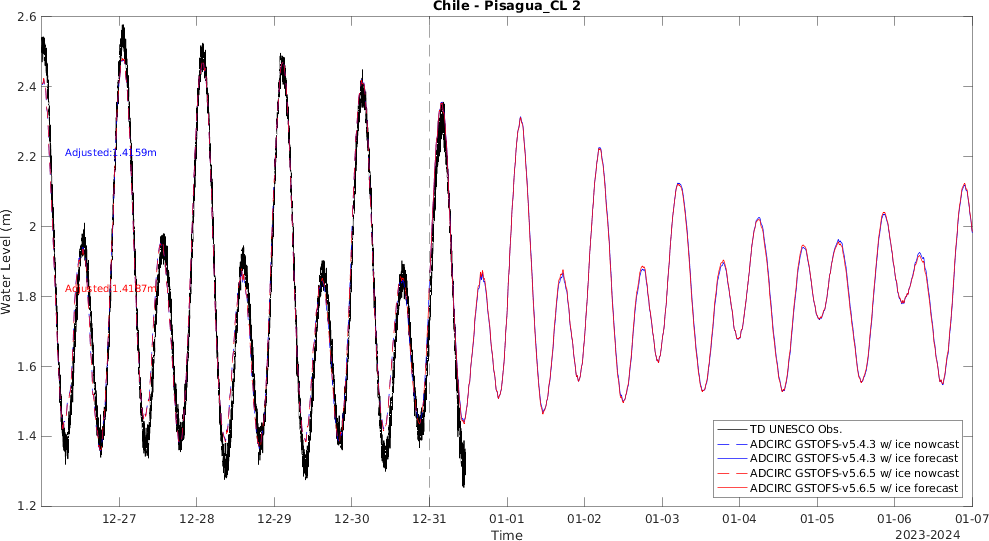 Chile - Pisagua_CL 2
2.6
2.4
2.2
2
1.8
1.6
1.4
1.2
Water Level (m)
Adjusted:1.4159m
Adjusted:1.4187m
TD UNESCO Obs.
ADCIRC GSTOFS-v5.4.3 w/ ice nowcast
ADCIRC GSTOFS-v5.4.3 w/ ice forecast
ADCIRC GSTOFS-v5.6.5 w/ ice nowcast
ADCIRC GSTOFS-v5.6.5 w/ ice forecast
12-27 12-28 12-29 12-30 12-31 01-01 01-02 01-03 01-04 01-05 01-06 01-07
Time
2023-2024